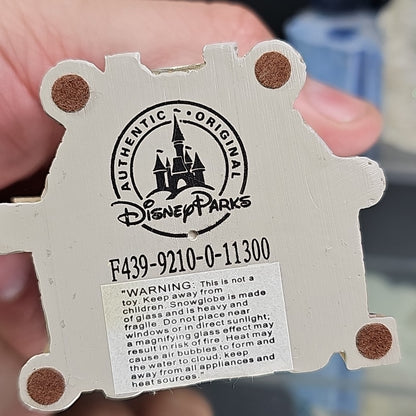 AUTHENTIC · ORIGINAL
Disney Parks
F439-9210-0-11300
"WARNING: This is not a
toy. Keep away from
children. Snowglobe is made
of glass and is heavy and
fragile. Do not place near
windows or in direct sunlight;
a magnifying glass effect may
result in risk of fire. Heat may
cause air bubbles to form and
the water to cloud; keep
away from all appliances and
heat sources."